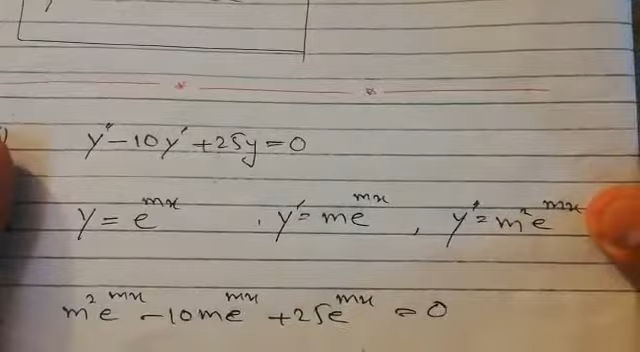 y″ - 10y′ + 25y = 0
y = e^{mx} , y′ = me^{mx} , y″ = m²e^{mx}
m²e^{mx} - 10me^{mx} + 25e^{mx} = 0